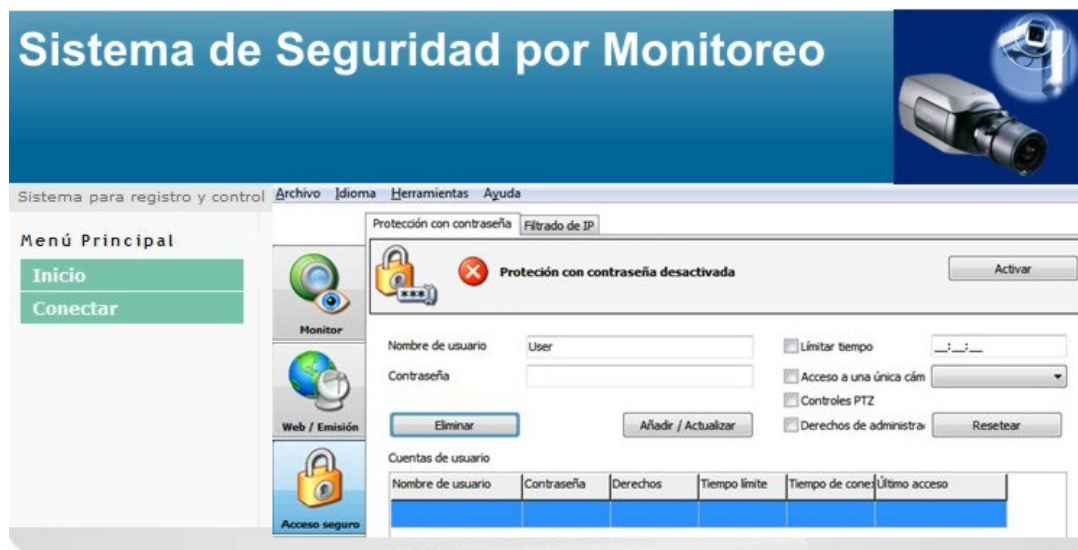 Sistema de Seguridad por Monitoreo
Sistema para registro y control
Archivo Idioma Herramientas Ayuda
Menú Principal
Inicio
Conectar
Protección con contraseña Filtrado de IP
Proteción con contraseña desactivada
Activar
Monitor
Web / Emisión
Acceso seguro
Nombre de usuario User
Contraseña
Límitar tiempo __:__:__
Acceso a una única cám
Controles PTZ
Derechos de administra
Eliminar
Añadir / Actualizar
Resetear
Cuentas de usuario
Nombre de usuario Contraseña Derechos Tiempo límite Tiempo de cone Último acceso